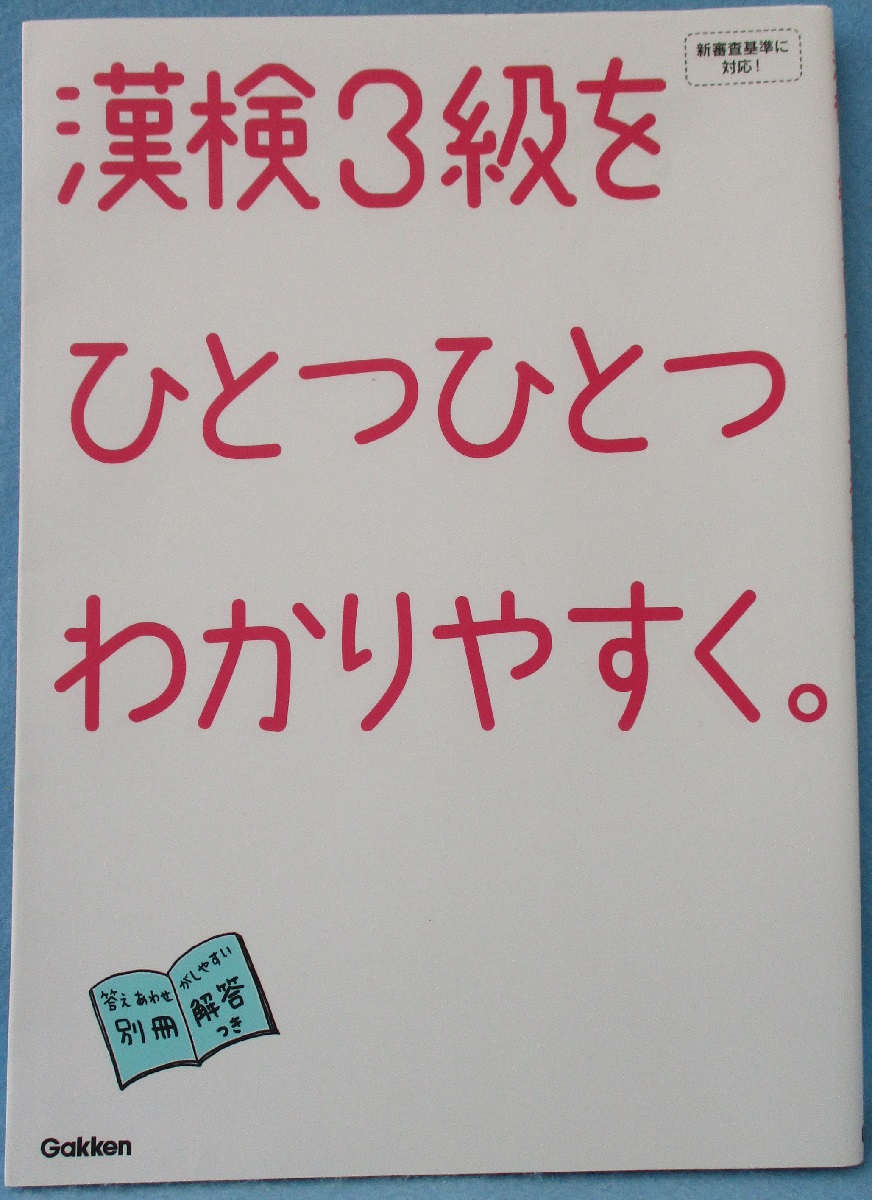 新審査基準に
対応！
漢検3級を
ひとつひとつ
わかりやすく。
答えあわせ
がしやすい
別冊
解答
つき
Gakken